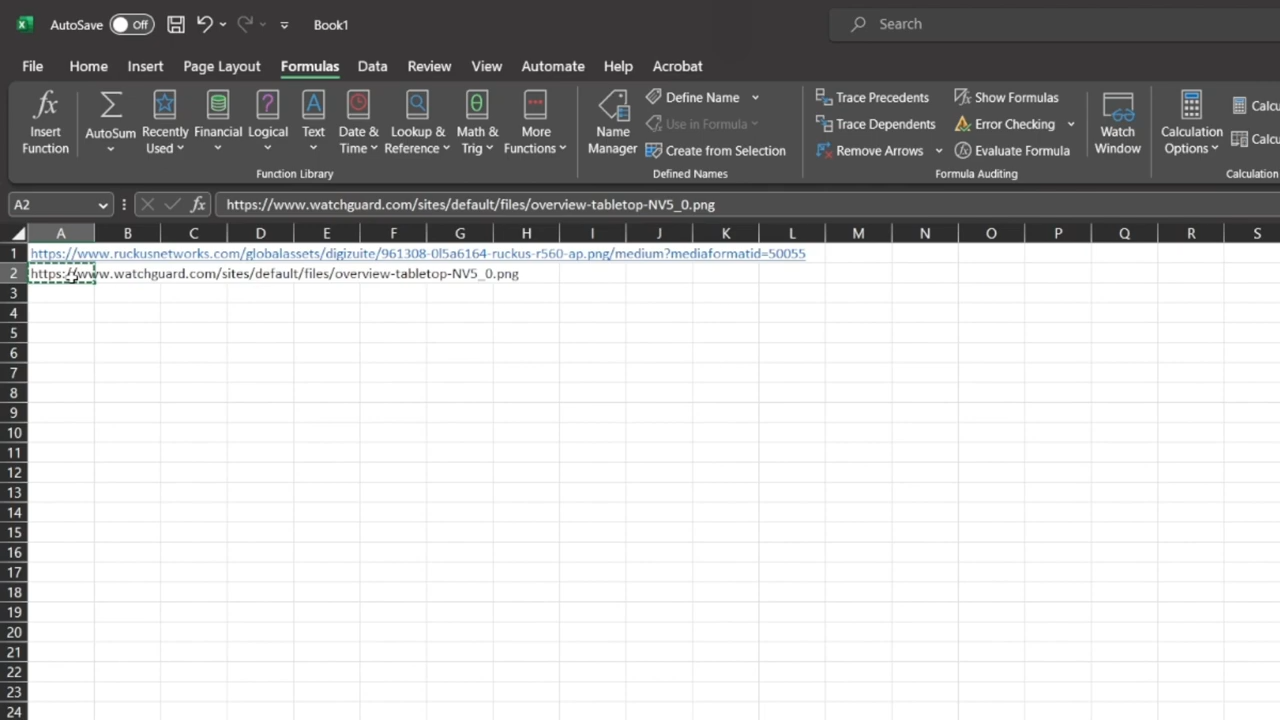 AutoSave Off Book1 Search
File Home Insert Page Layout Formulas Data Review View Automate Help Acrobat
Insert Function AutoSum Recently Used Financial Logical Text Date & Time Lookup & Reference Math & Trig More Functions
Function Library
Name Manager Define Name Use in Formula Create from Selection
Defined Names
Trace Precedents Trace Dependents Remove Arrows Show Formulas Error Checking Evaluate Formula
Formula Auditing
Watch Window
Calculation Options
Calculation
A2 fx https://www.watchguard.com/sites/default/files/overview-tabletop-NV5_0.png
A B C D E F G H I J K L M N O P Q R S
1 https://www.ruckusnetworks.com/globalassets/digizuite/961308-0l5a6164-ruckus-r560-ap.png/medium?mediaformatid=50055
2 https://www.watchguard.com/sites/default/files/overview-tabletop-NV5_0.png
3
4
5
6
7
8
9
10
11
12
13
14
15
16
17
18
19
20
21
22
23
24